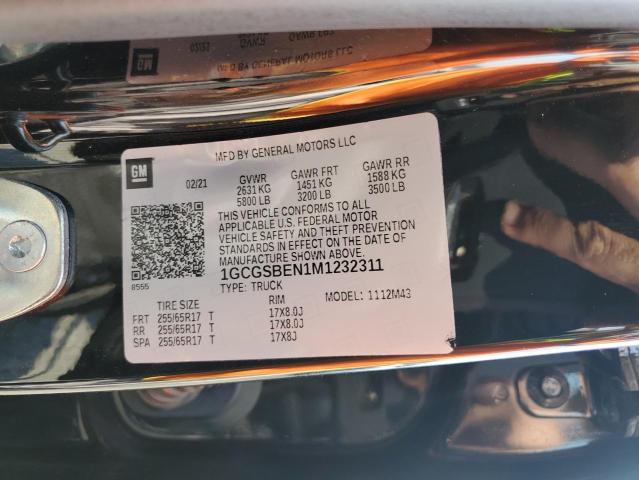 GM
MFD BY GENERAL MOTORS LLC
02/21 GVWR GAWR FRT GAWR RR
2631 KG 1451 KG 1588 KG
5800 LB 3200 LB 3500 LB
THIS VEHICLE CONFORMS TO ALL
APPLICABLE U.S. FEDERAL MOTOR
VEHICLE SAFETY AND THEFT PREVENTION
STANDARDS IN EFFECT ON THE DATE OF
MANUFACTURE SHOWN ABOVE.
8555 1GCGSBEN1M1232311
TYPE: TRUCK MODEL: 1112M43
TIRE SIZE RIM
FRT 255/65R17 T 17X8.0J
RR 255/65R17 T 17X8.0J
SPA 255/65R17 T 17X8J